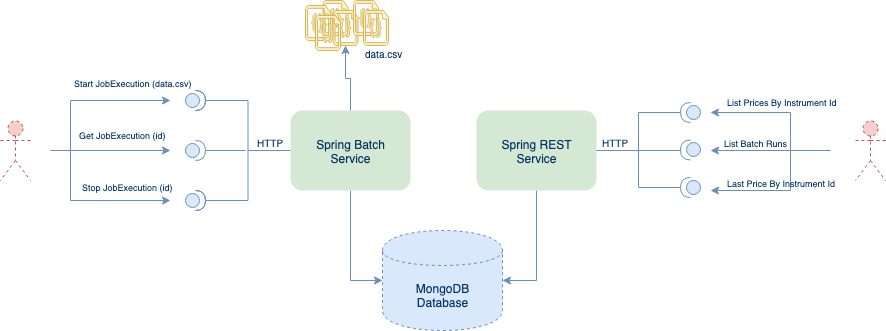 data.csv
Start JobExecution (data.csv)
Get JobExecution (id)
Stop JobExecution (id)
HTTP
Spring Batch
Service
Spring REST
Service
HTTP
List Prices By Instrument Id
List Batch Runs
Last Price By Instrument Id
MongoDB
Database